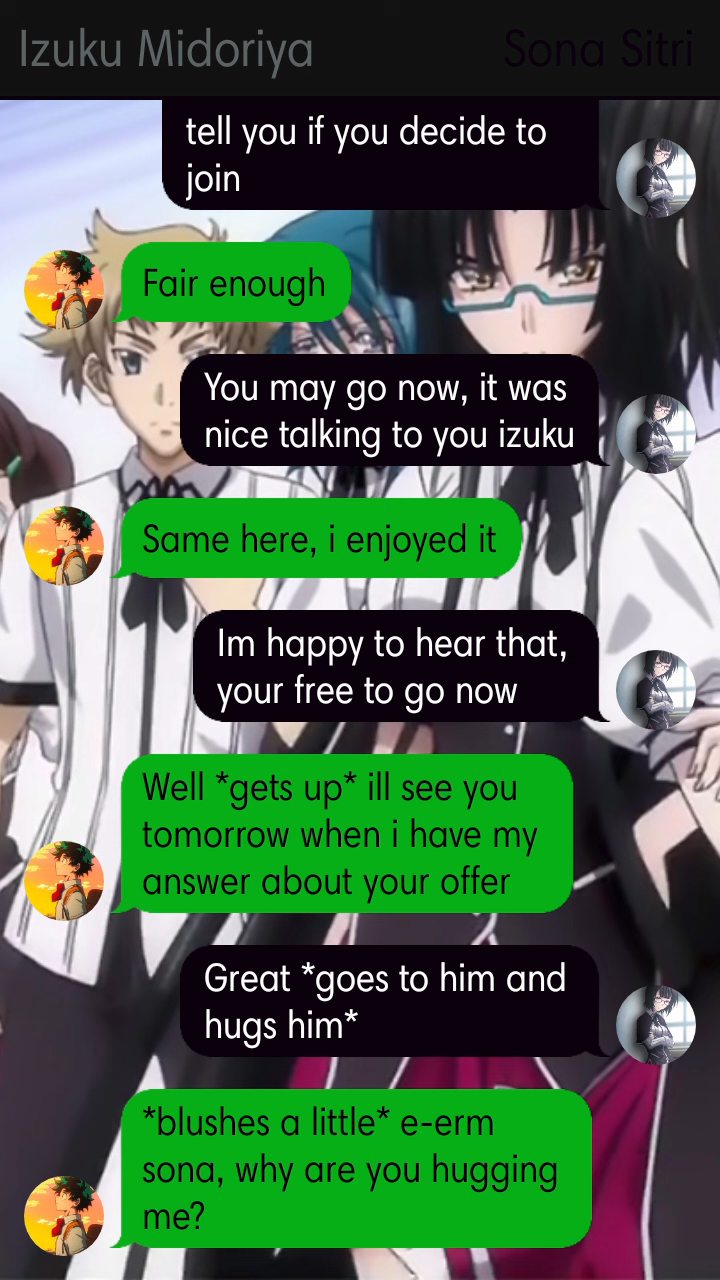 Izuku Midoriya
Sona Sitri
tell you if you decide to
join
Fair enough
You may go now, it was
nice talking to you izuku
Same here, i enjoyed it
Im happy to hear that,
your free to go now
Well *gets up* ill see you
tomorrow when i have my
answer about your offer
Great *goes to him and
hugs him*
*blushes a little* e-erm
sona, why are you hugging
me?